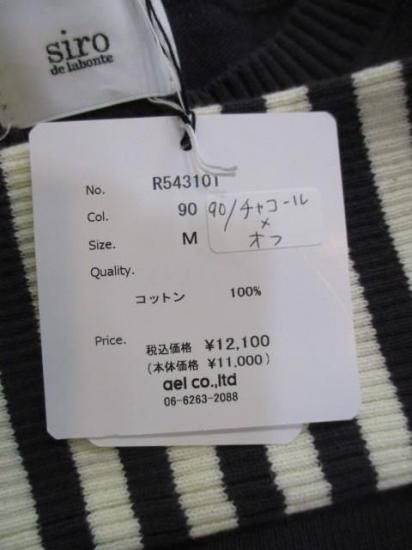 siro
de labonte
No. R543101
Col. 90
90/チャコール
×
オフ
Size. M
Quality.
コットン 100%
Price.
税込価格 ¥12,100
(本体価格 ¥11,000)
ael co.,ltd
06-6263-2088